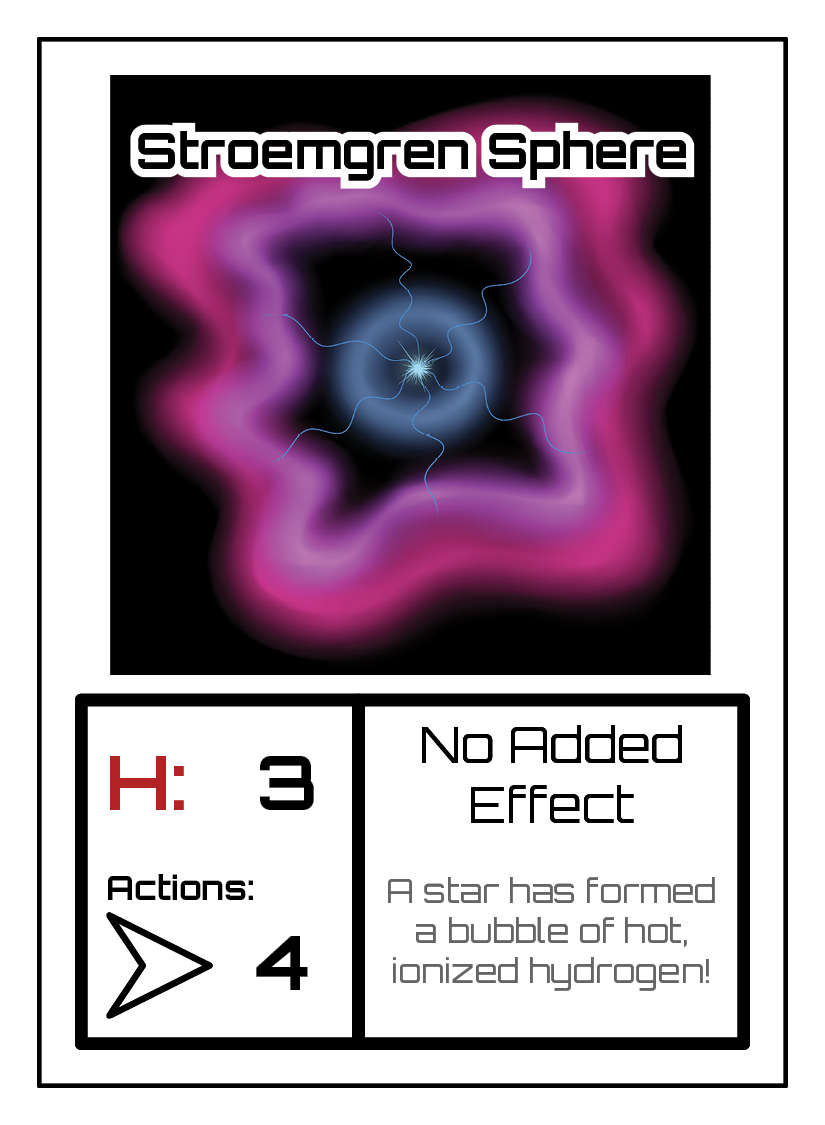 Stroemgren Sphere
H: 3
Actions:
4
No Added
Effect
A star has formed
a bubble of hot,
ionized hydrogen!